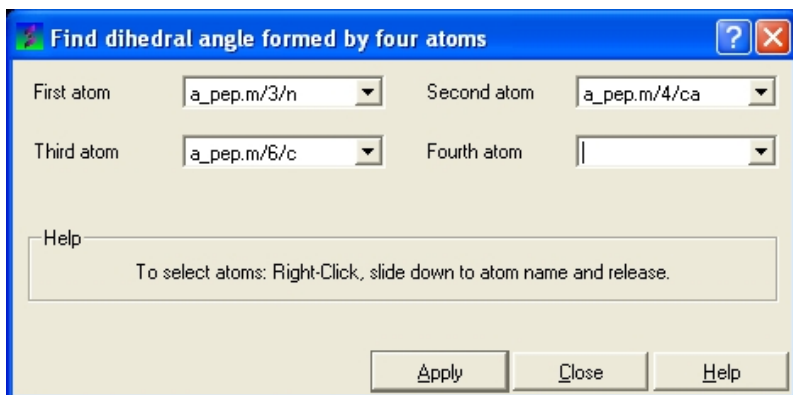 Find dihedral angle formed by four atoms
First atom a_pep.m/3/n Second atom a_pep.m/4/ca
Third atom a_pep.m/6/c Fourth atom
Help
To select atoms: Right-Click, slide down to atom name and release.
Apply Close Help